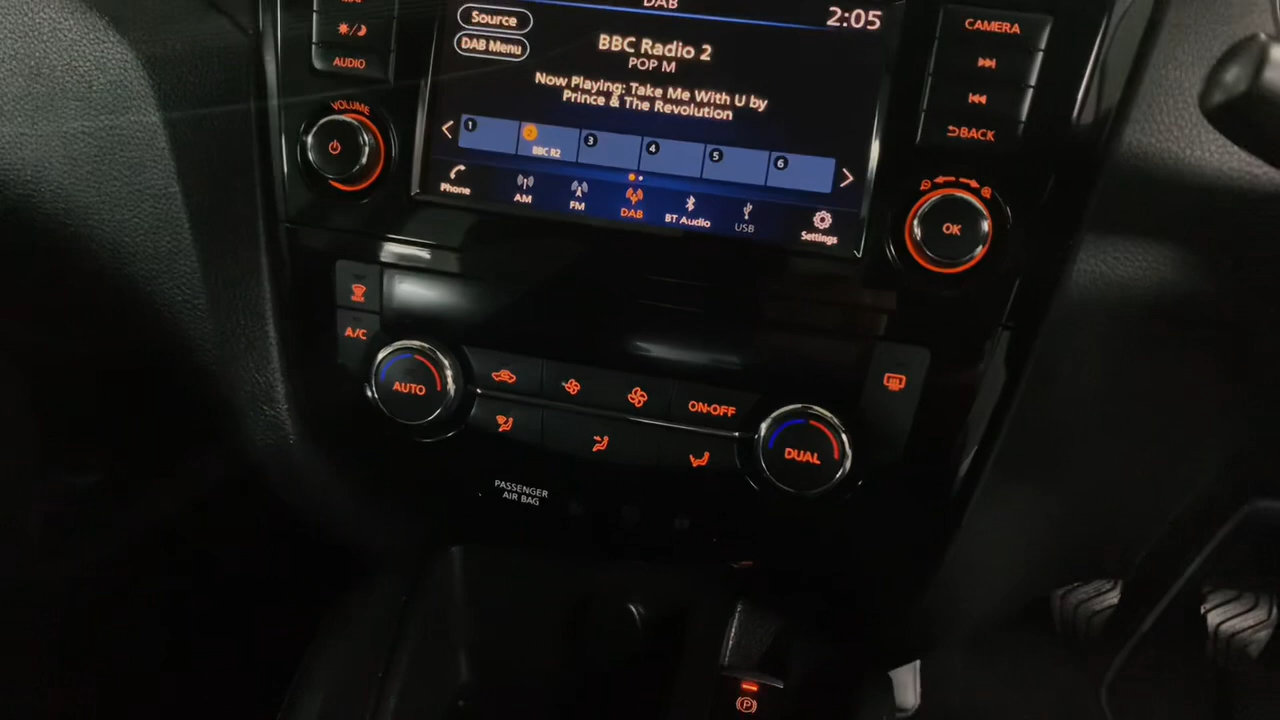 DAB
2:05
Source
DAB Menu
BBC Radio 2
POP M
Now Playing: Take Me With U by
Prince & The Revolution
1
2
BBC R2
3
4
5
6
Phone
AM
FM
DAB
BT Audio
USB
Settings
AUDIO
VOLUME
CAMERA
BACK
OK
A/C
AUTO
ON•OFF
DUAL
PASSENGER
AIR BAG
P